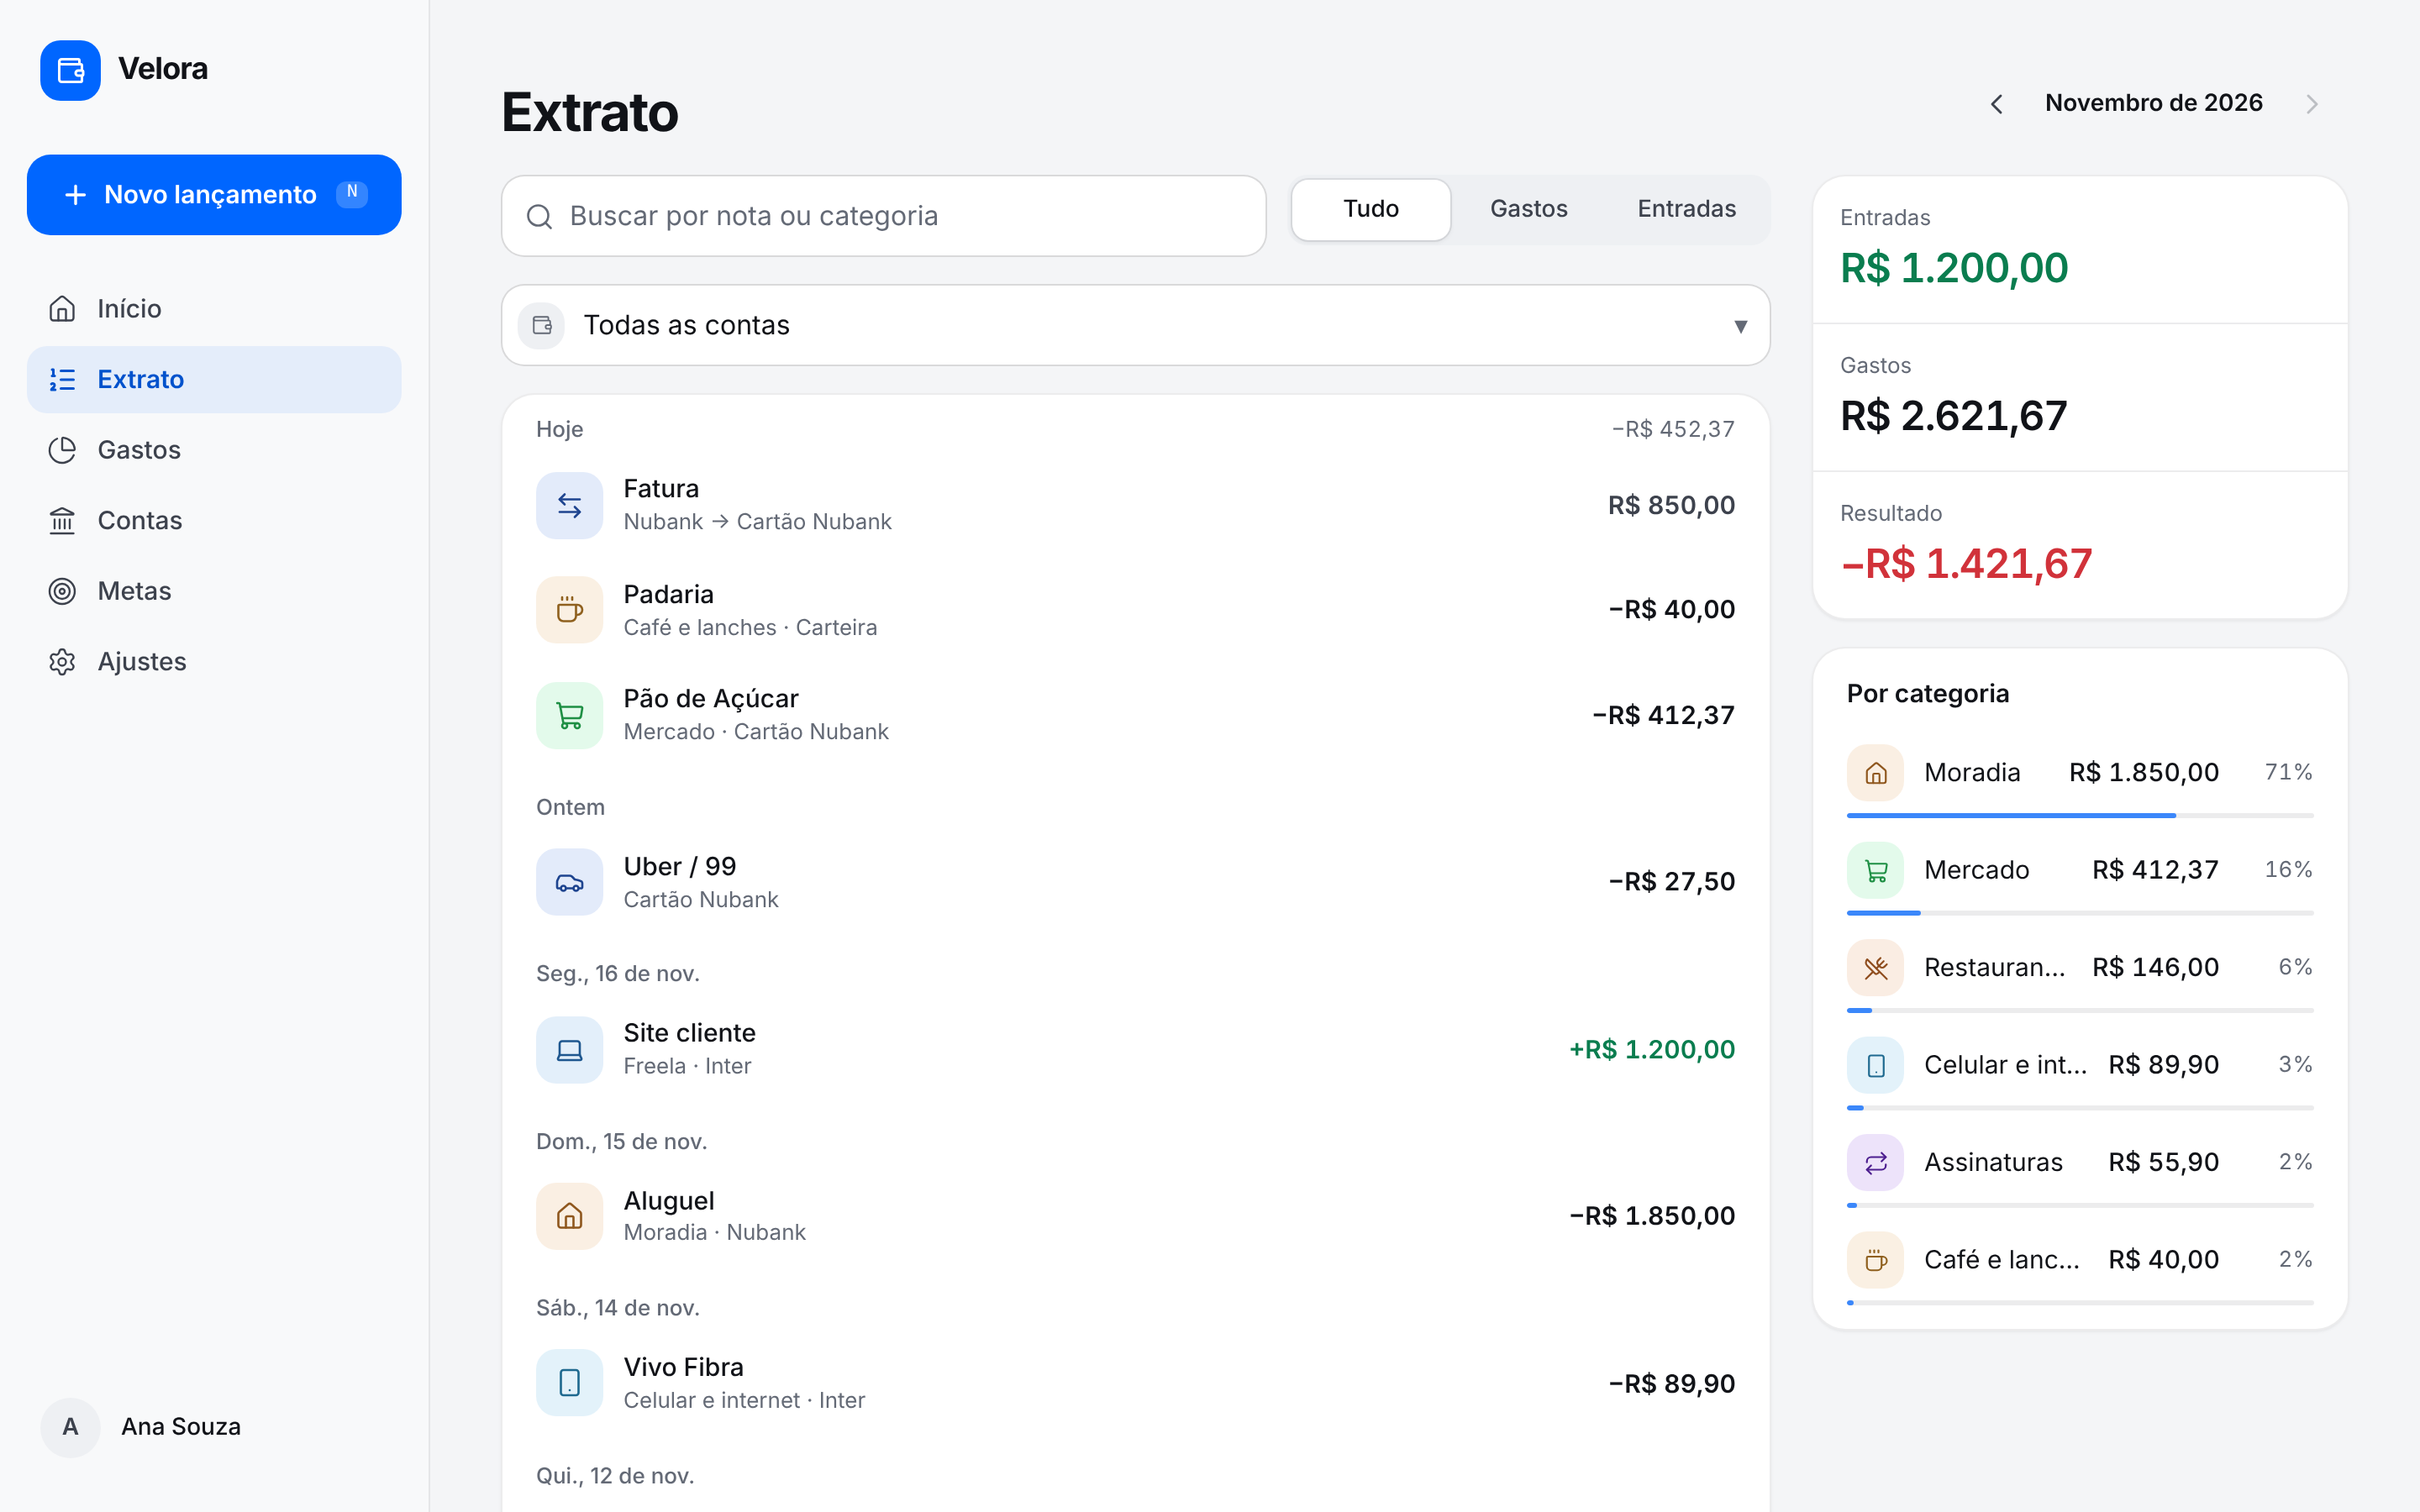 Velora
Novo lançamento N
Início
Extrato
Gastos
Contas
Metas
Ajustes
A Ana Souza
Extrato
Novembro de 2026
Buscar por nota ou categoria
Tudo Gastos Entradas
Todas as contas
Hoje −R$ 452,37
Fatura
Nubank → Cartão Nubank
R$ 850,00
Padaria
Café e lanches · Carteira
−R$ 40,00
Pão de Açúcar
Mercado · Cartão Nubank
−R$ 412,37
Ontem
Uber / 99
Cartão Nubank
−R$ 27,50
Seg., 16 de nov.
Site cliente
Freela · Inter
+R$ 1.200,00
Dom., 15 de nov.
Aluguel
Moradia · Nubank
−R$ 1.850,00
Sáb., 14 de nov.
Vivo Fibra
Celular e internet · Inter
−R$ 89,90
Qui., 12 de nov.
Entradas
R$ 1.200,00
Gastos
R$ 2.621,67
Resultado
−R$ 1.421,67
Por categoria
Moradia R$ 1.850,00 71%
Mercado R$ 412,37 16%
Restauran... R$ 146,00 6%
Celular e int... R$ 89,90 3%
Assinaturas R$ 55,90 2%
Café e lanc... R$ 40,00 2%